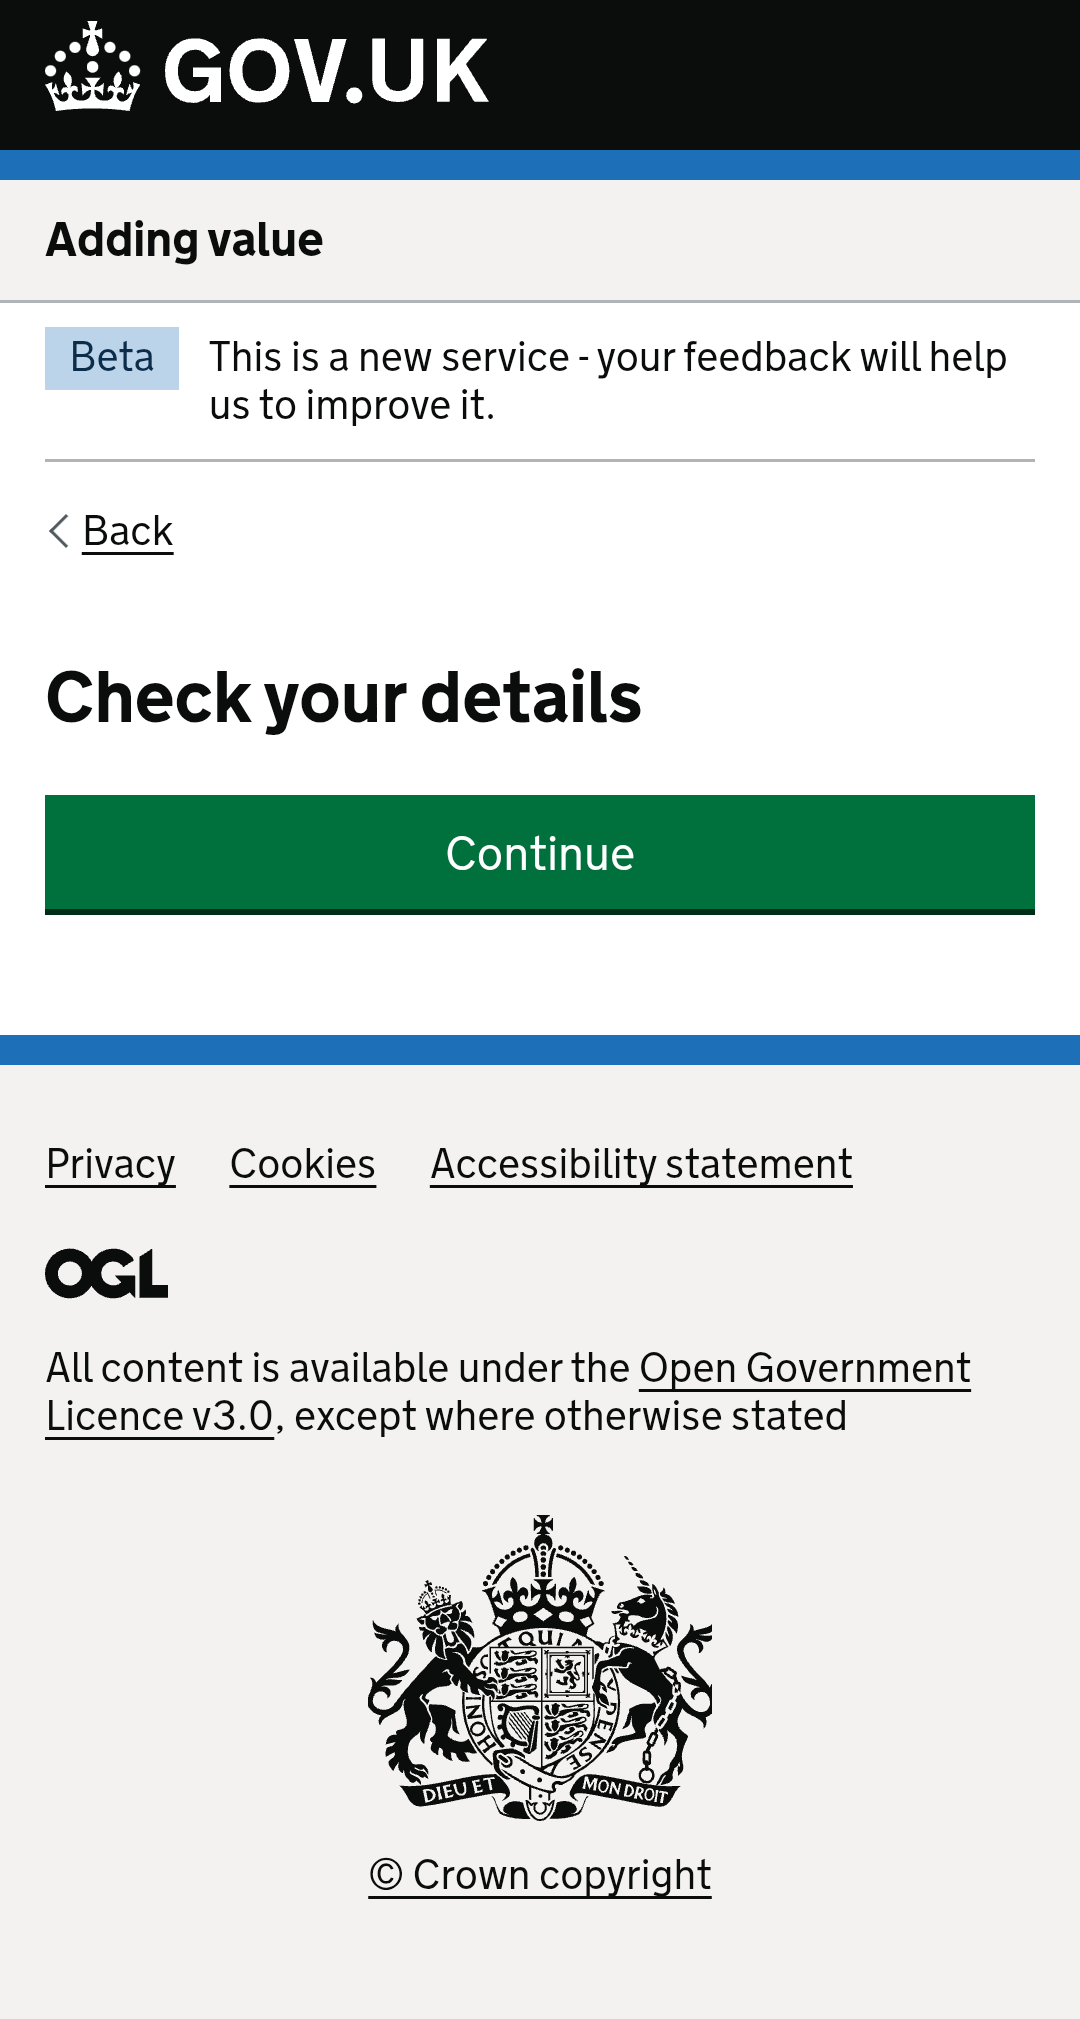 GOV.UK
Adding value
Beta
This is a new service - your feedback will help
us to improve it.
Back
Check your details
Continue
Privacy Cookies Accessibility statement
OGL
All content is available under the Open Government
Licence v3.0, except where otherwise stated
QUI
HONI
PENSE
DIEU ET
MON DROIT
© Crown copyright